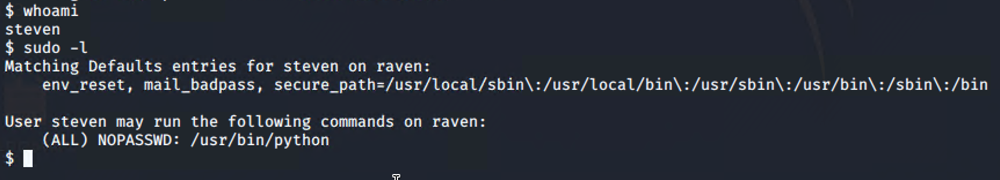 $ whoami
steven
$ sudo -l
Matching Defaults entries for steven on raven:
    env_reset, mail_badpass, secure_path=/usr/local/sbin\:/usr/local/bin\:/usr/sbin\:/usr/bin\:/sbin\:/bin

User steven may run the following commands on raven:
    (ALL) NOPASSWD: /usr/bin/python
$